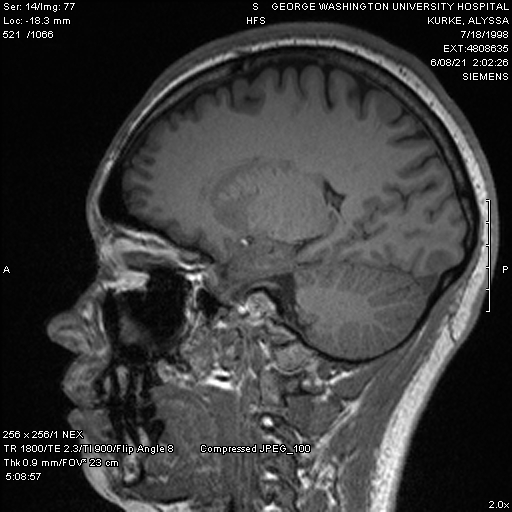 Ser: 14/Img: 77
Loc: -18.3 mm
521 /1066
S GEORGE WASHINGTON UNIVERSITY HOSPITAL
HFS KURKE, ALYSSA
7/18/1998
EXT:4808635
6/08/21 2:02:26
SIEMENS
A
P
256 x 256/1 NEX
TR 1800/TE 2.3/TI 900/Flip Angle 8
Compressed JPEG_100
Thk 0.9 mm/FOV* 23 cm
5:08:57
2.0x